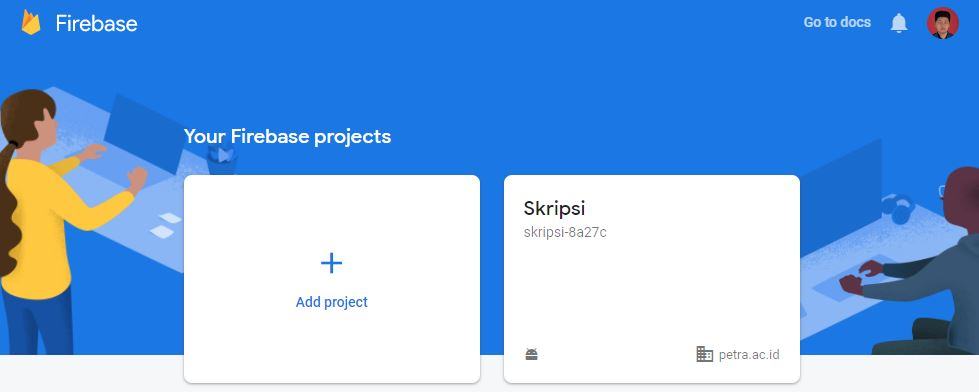 Firebase
Go to docs
Your Firebase projects
Add project
Skripsi
skripsi-8a27c
petra.ac.id